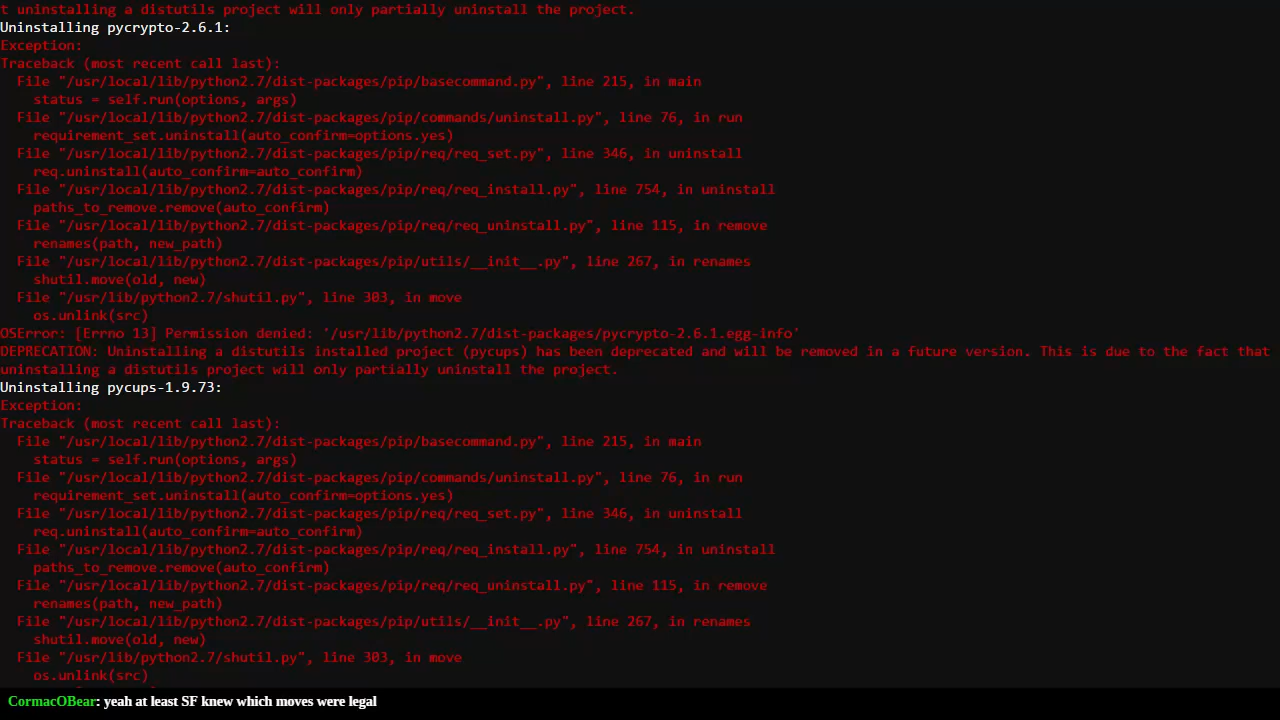 t uninstalling a distutils project will only partially uninstall the project.
Uninstalling pycrypto-2.6.1:
Exception:
Traceback (most recent call last):
  File "/usr/local/lib/python2.7/dist-packages/pip/basecommand.py", line 215, in main
    status = self.run(options, args)
  File "/usr/local/lib/python2.7/dist-packages/pip/commands/uninstall.py", line 76, in run
    requirement_set.uninstall(auto_confirm=options.yes)
  File "/usr/local/lib/python2.7/dist-packages/pip/req/req_set.py", line 346, in uninstall
    req.uninstall(auto_confirm=auto_confirm)
  File "/usr/local/lib/python2.7/dist-packages/pip/req/req_install.py", line 754, in uninstall
    paths_to_remove.remove(auto_confirm)
  File "/usr/local/lib/python2.7/dist-packages/pip/req/req_uninstall.py", line 115, in remove
    renames(path, new_path)
  File "/usr/local/lib/python2.7/dist-packages/pip/utils/__init__.py", line 267, in renames
    shutil.move(old, new)
  File "/usr/lib/python2.7/shutil.py", line 303, in move
    os.unlink(src)
OSError: [Errno 13] Permission denied: '/usr/lib/python2.7/dist-packages/pycrypto-2.6.1.egg-info'
DEPRECATION: Uninstalling a distutils installed project (pycups) has been deprecated and will be removed in a future version. This is due to the fact that
uninstalling a distutils project will only partially uninstall the project.
Uninstalling pycups-1.9.73:
Exception:
Traceback (most recent call last):
  File "/usr/local/lib/python2.7/dist-packages/pip/basecommand.py", line 215, in main
    status = self.run(options, args)
  File "/usr/local/lib/python2.7/dist-packages/pip/commands/uninstall.py", line 76, in run
    requirement_set.uninstall(auto_confirm=options.yes)
  File "/usr/local/lib/python2.7/dist-packages/pip/req/req_set.py", line 346, in uninstall
    req.uninstall(auto_confirm=auto_confirm)
  File "/usr/local/lib/python2.7/dist-packages/pip/req/req_install.py", line 754, in uninstall
    paths_to_remove.remove(auto_confirm)
  File "/usr/local/lib/python2.7/dist-packages/pip/req/req_uninstall.py", line 115, in remove
    renames(path, new_path)
  File "/usr/local/lib/python2.7/dist-packages/pip/utils/__init__.py", line 267, in renames
    shutil.move(old, new)
  File "/usr/lib/python2.7/shutil.py", line 303, in move
    os.unlink(src)
CormacOBear: yeah at least SF knew which moves were legal